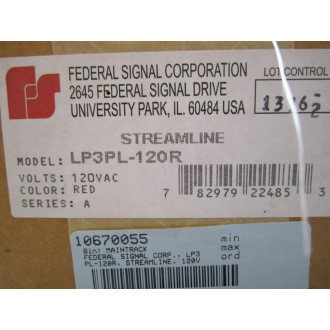 FEDERAL SIGNAL CORPORATION
2645 FEDERAL SIGNAL DRIVE
UNIVERSITY PARK, IL. 60484 USA
LOT CONTROL
STREAMLINE
MODEL: LP3PL-120R
VOLTS: 120VAC
COLOR: RED
SERIES: A
7 82979 22485 3
10670055
Bin: MAINTRACK
FEDERAL SIGNAL CORP., LP3
PL-120R, STREAMLINE, 120V
min
max
ord